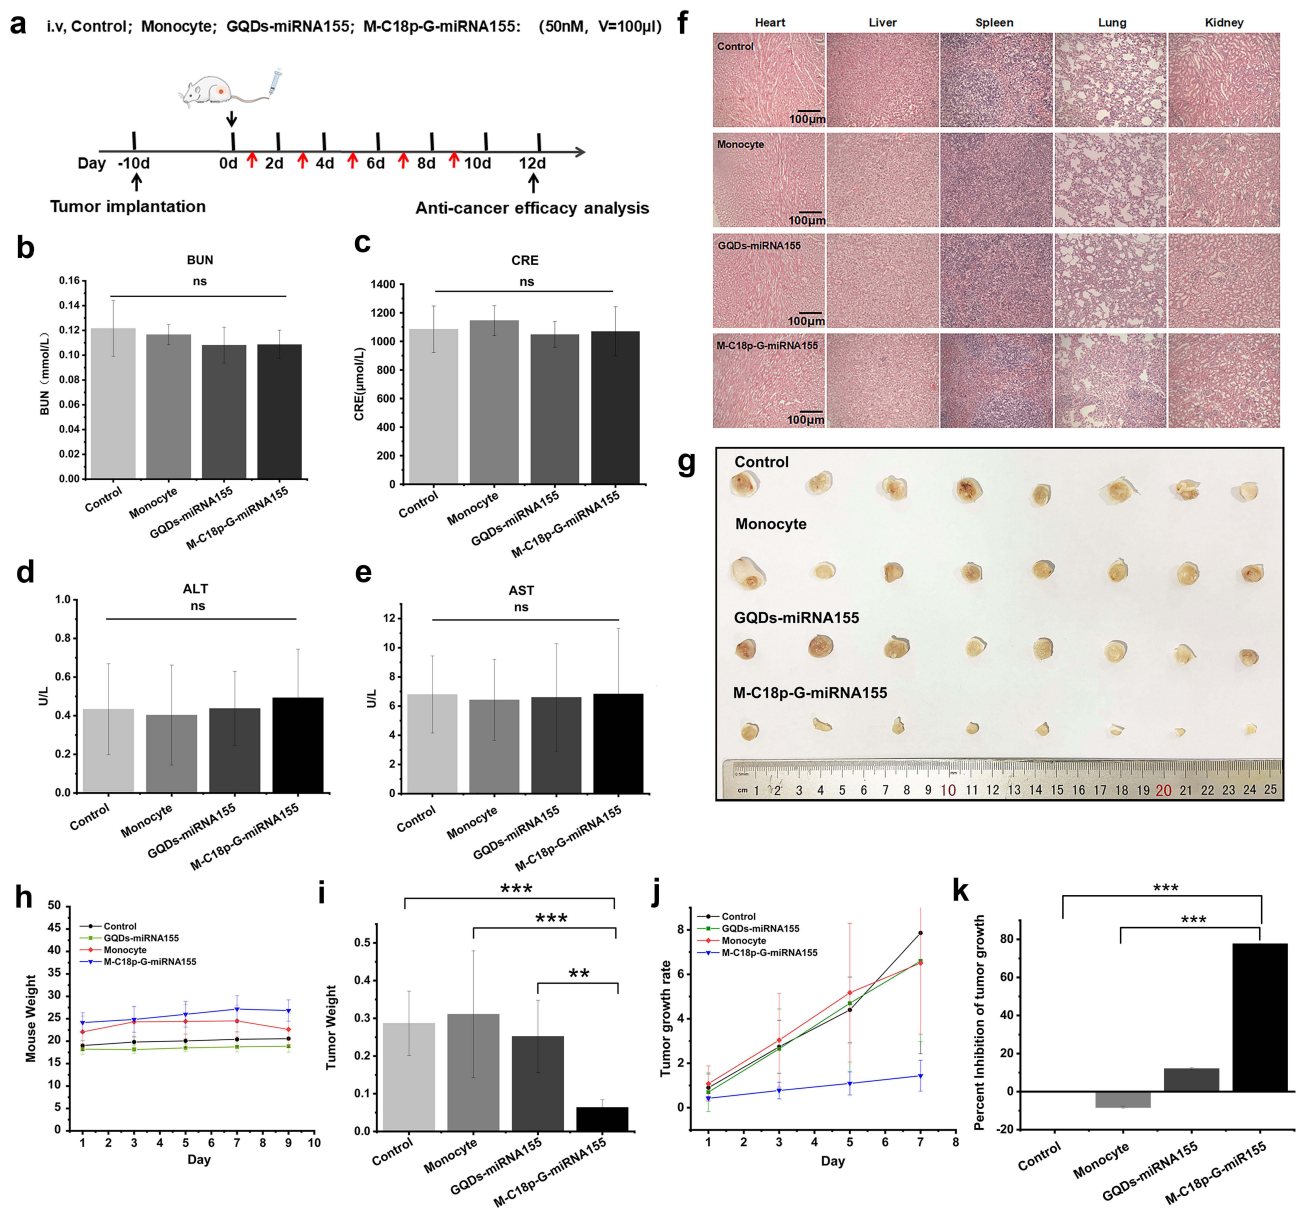 a i.v, Control; Monocyte; GQDs-miRNA155; M-C18p-G-miRNA155: (50nM, V=100μl)
Day -10d 0d 2d 4d 6d 8d 10d 12d
Tumor implantation Anti-cancer efficacy analysis
b
BUN
ns
BUN (mmol/L)
0.16
0.14
0.12
0.10
0.08
0.06
0.04
0.02
0.00
Control Monocyte GQDs-miRNA155 M-C18p-G-miRNA155
c
CRE
ns
CRE(μmol/L)
1400
1200
1000
800
600
400
200
0
Control Monocyte GQDs-miRNA155 M-C18p-G-miRNA155
d
ALT
ns
U/L
1.0
0.8
0.6
0.4
0.2
0.0
Control Monocyte GQDs-miRNA155 M-C18p-G-miRNA155
e
AST
ns
U/L
12
10
8
6
4
2
0
Control Monocyte GQDs-miRNA155 M-C18p-G-miRNA155
f
Heart Liver Spleen Lung Kidney
Control
100μm
Monocyte
100μm
GQDs-miRNA155
100μm
M-C18p-G-miRNA155
100μm
g
Control
Monocyte
GQDs-miRNA155
M-C18p-G-miRNA155
0.5mm
cm 1 2 3 4 5 6 7 8 9 10 11 12 13 14 15 16 17 18 19 20 21 22 23 24 25
h
Mouse Weight
50
45
40
35
30
25
20
15
10
5
0
Control
GQDs-miRNA155
Monocyte
M-C18p-G-miRNA155
1 2 3 4 5 6 7 8 9 10
Day
i
***
***
**
Tumor Weight
0.5
0.4
0.3
0.2
0.1
0.0
Control Monocyte GQDs-miRNA155 M-C18p-G-miRNA155
j
Tumor growth rate
8
6
4
2
0
Control
GQDs-miRNA155
Monocyte
M-C18p-G-miRNA155
1 2 3 4 5 6 7 8
Day
k
***
***
Percent Inhibition of tumor growth
80
60
40
20
0
-20
Control Monocyte GQDs-miRNA155 M-C18p-G-miR155